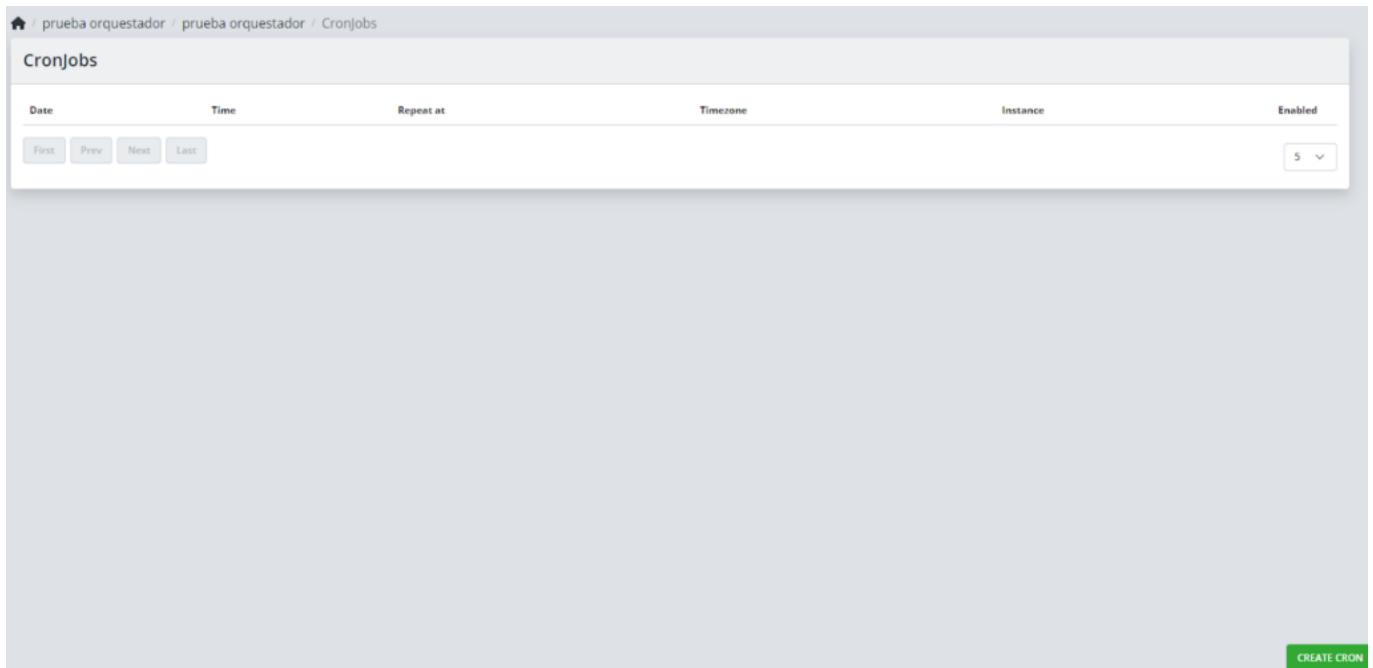 / prueba orquestador / prueba orquestador / CronJobs
CronJobs
Date Time Repeat at Timezone Instance Enabled
First Prev Next Last 5
CREATE CRON